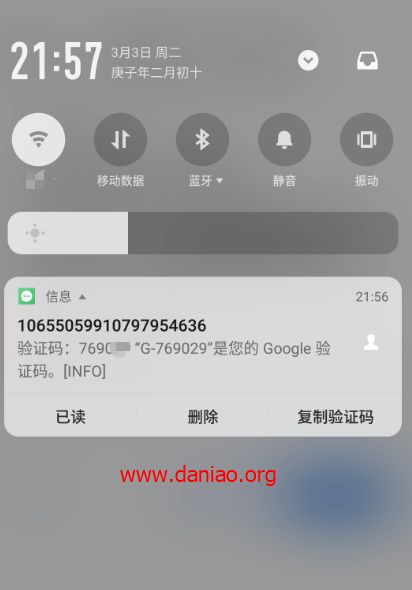 21:57
3月3日 周二
庚子年二月初十
移动数据
蓝牙
静音
振动
信息
21:56
10655059910797954636
验证码：769 “G-769029”是您的 Google 验
证码。[INFO]
已读
删除
复制验证码
www.daniao.org